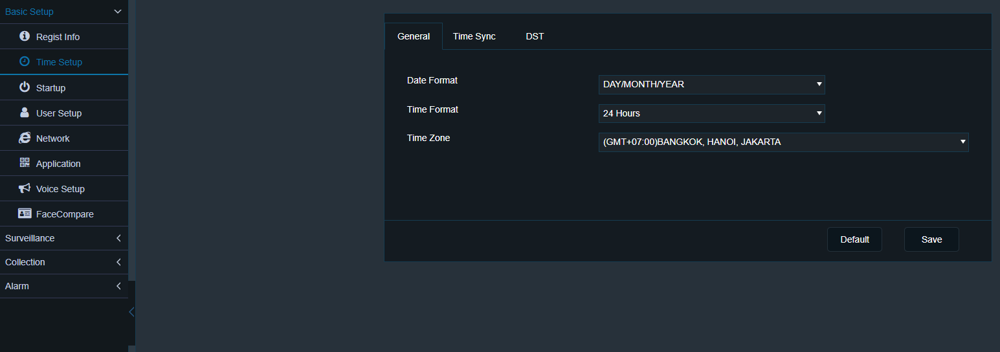 Basic Setup
Regist Info
Time Setup
Startup
User Setup
Network
Application
Voice Setup
FaceCompare
Surveillance
Collection
Alarm
General Time Sync DST
Date Format DAY/MONTH/YEAR
Time Format 24 Hours
Time Zone (GMT+07:00)BANGKOK, HANOI, JAKARTA
Default Save